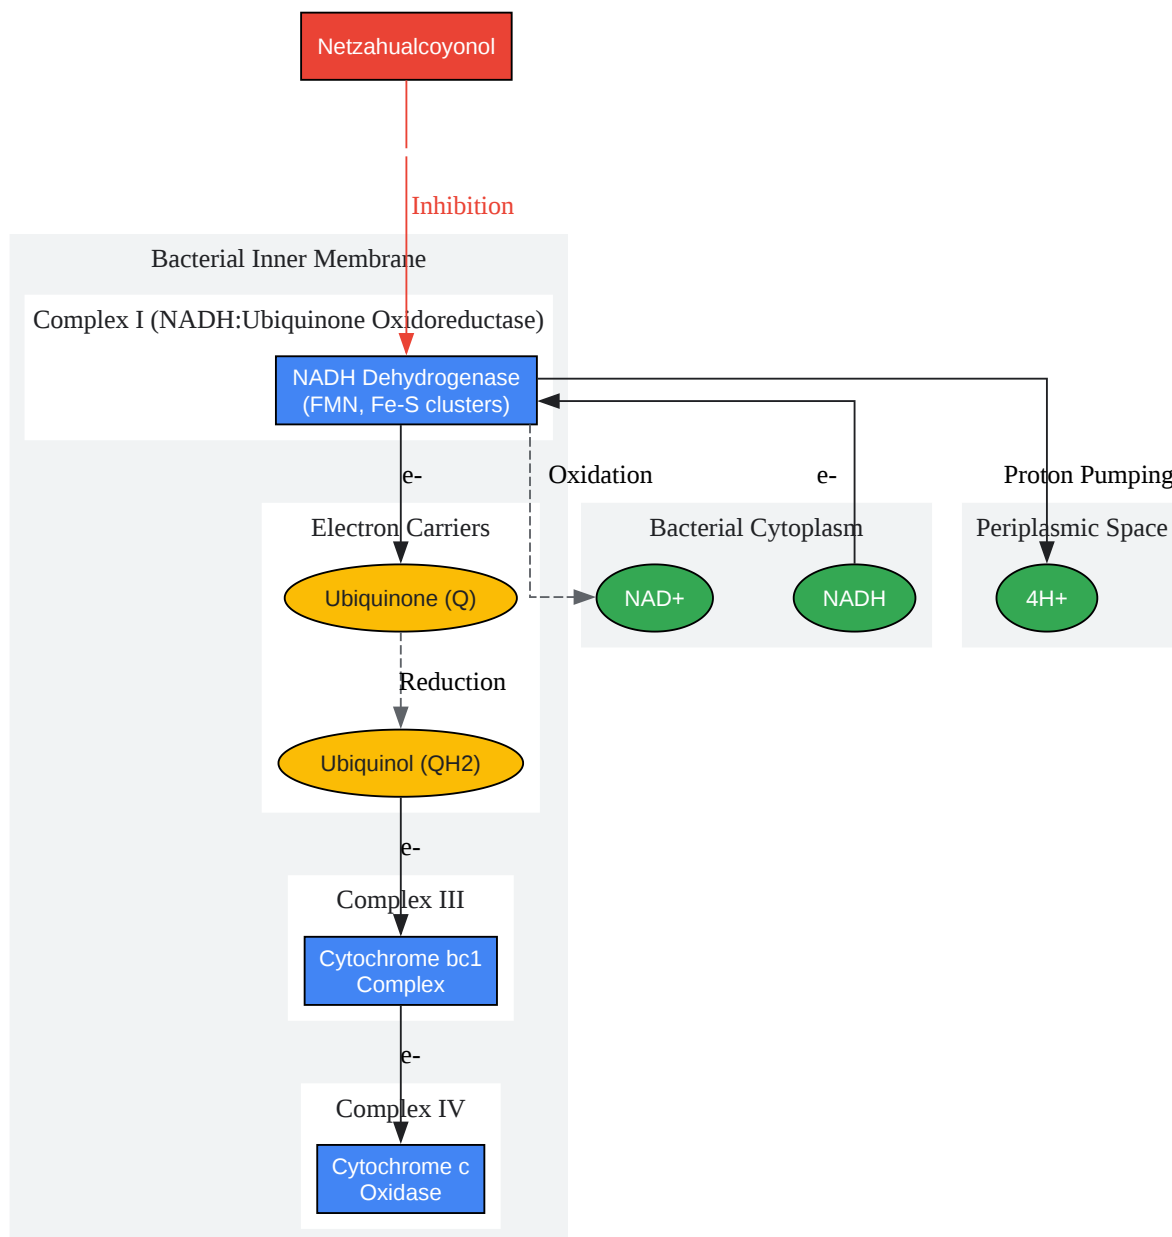 Netzahualcoyonol
Inhibition
Bacterial Inner Membrane
Complex I (NADH:Ubiquinone Oxidoreductase)
NADH Dehydrogenase
(FMN, Fe-S clusters)
e-
Oxidation
e-
Proton Pumping
Electron Carriers
Bacterial Cytoplasm
Periplasmic Space
Ubiquinone (Q)
NAD+
NADH
4H+
Reduction
Ubiquinol (QH2)
e-
Complex III
Cytochrome bc1
Complex
e-
Complex IV
Cytochrome c
Oxidase